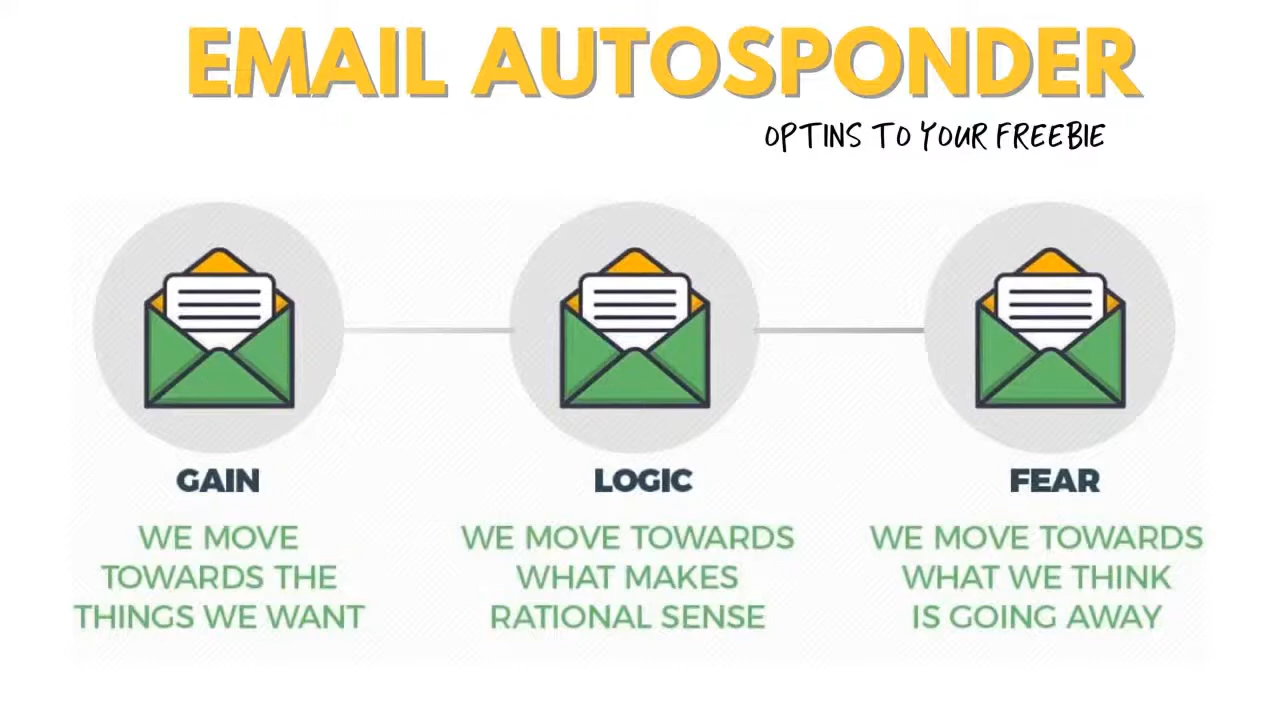 EMAIL AUTOSPONDER
OPTINS TO YOUR FREEBIE
GAIN
WE MOVE
TOWARDS THE
THINGS WE WANT
LOGIC
WE MOVE TOWARDS
WHAT MAKES
RATIONAL SENSE
FEAR
WE MOVE TOWARDS
WHAT WE THINK
IS GOING AWAY